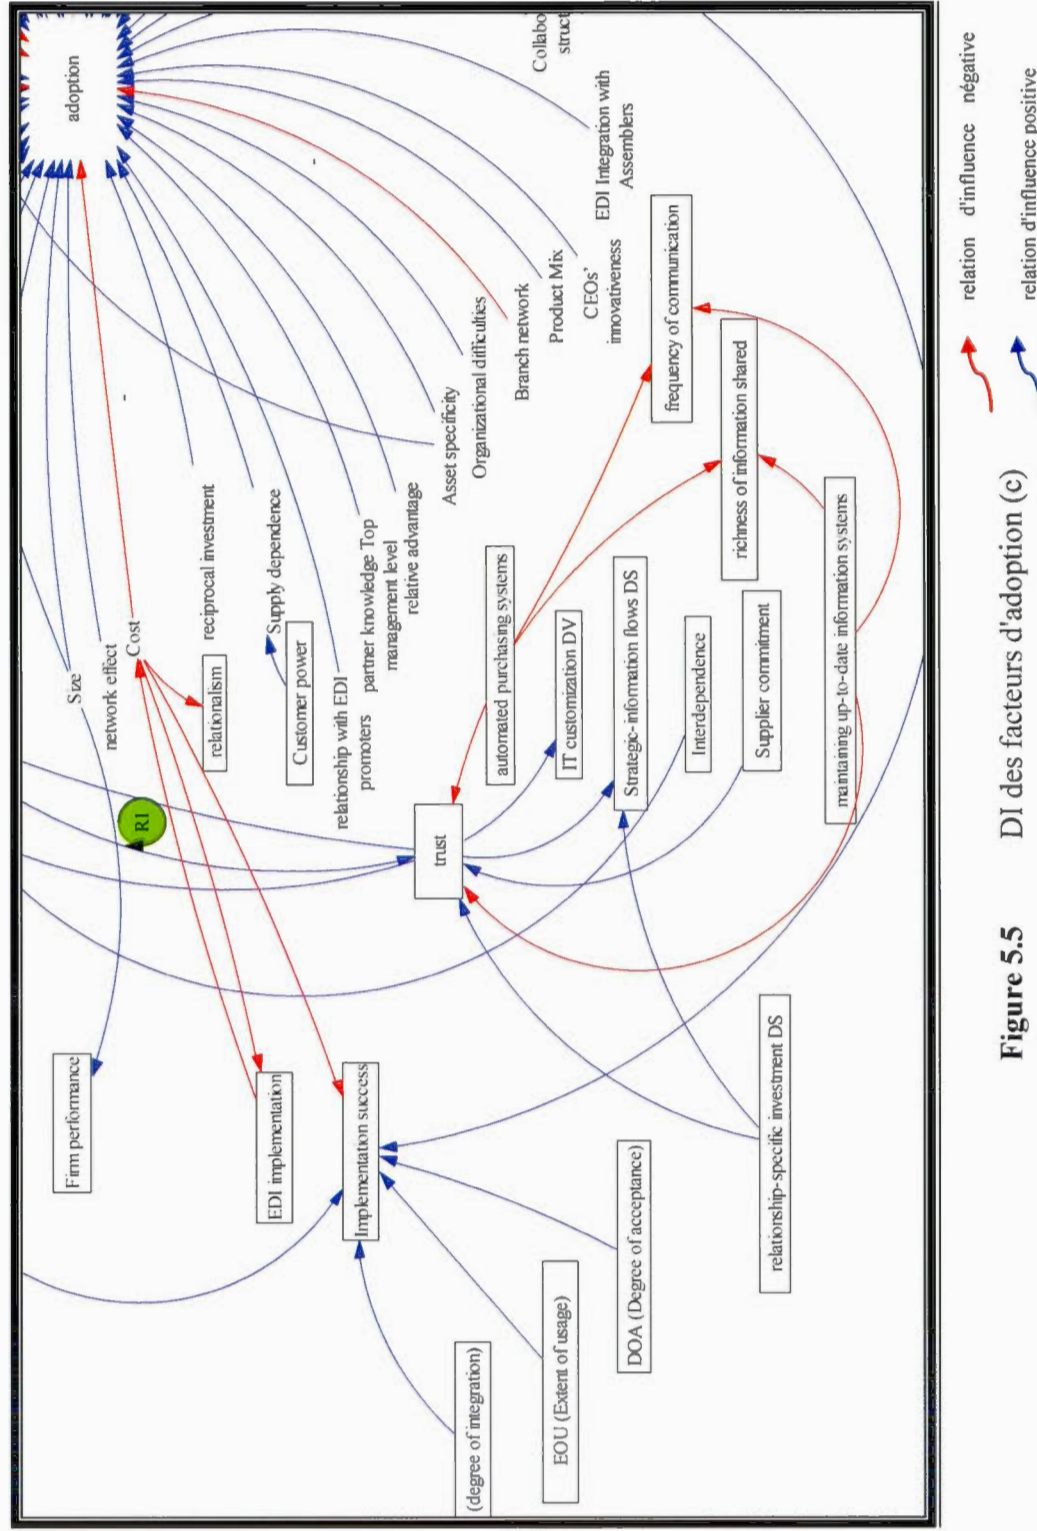 adoption
Collabo
struct
EDI Integration with
Assemblers
CEOs'
innovativeness
Product Mix
Branch network
Organizational difficulties
Asset specificity
frequency of communication
richness of information shared
maintaining up-to-date information systems
Size
network effect
Cost
reciprocal investment
relationalism
Supply dependence
Customer power
relationship with EDI
promoters
partner knowledge Top
management level
relative advantage
automated purchasing systems
IT customization DV
Strategic-information flows DS
Interdependence
Supplier commitment
R1
trust
Firm performance
EDI implementation
Implementation success
(degree of integration)
EOU (Extent of usage)
DOA (Degree of acceptance)
relationship-specific investment DS
-
-
Figure 5.5 DI des facteurs d'adoption (c)
relation d'influence négative
relation d'influence positive